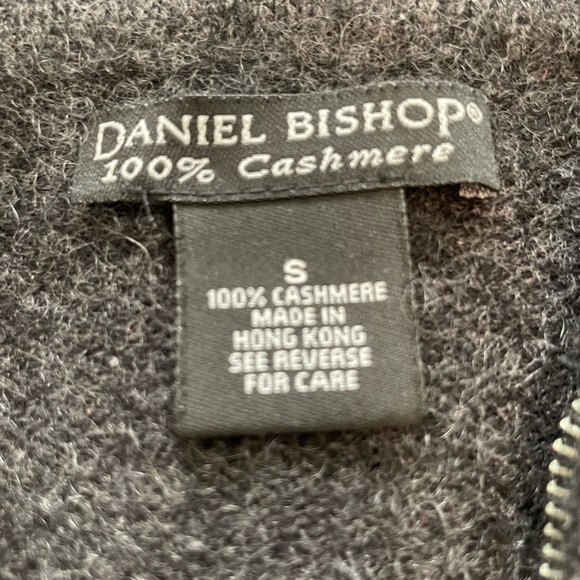 DANIEL BISHOP®
100% Cashmere
S
100% CASHMERE
MADE IN
HONG KONG
SEE REVERSE
FOR CARE